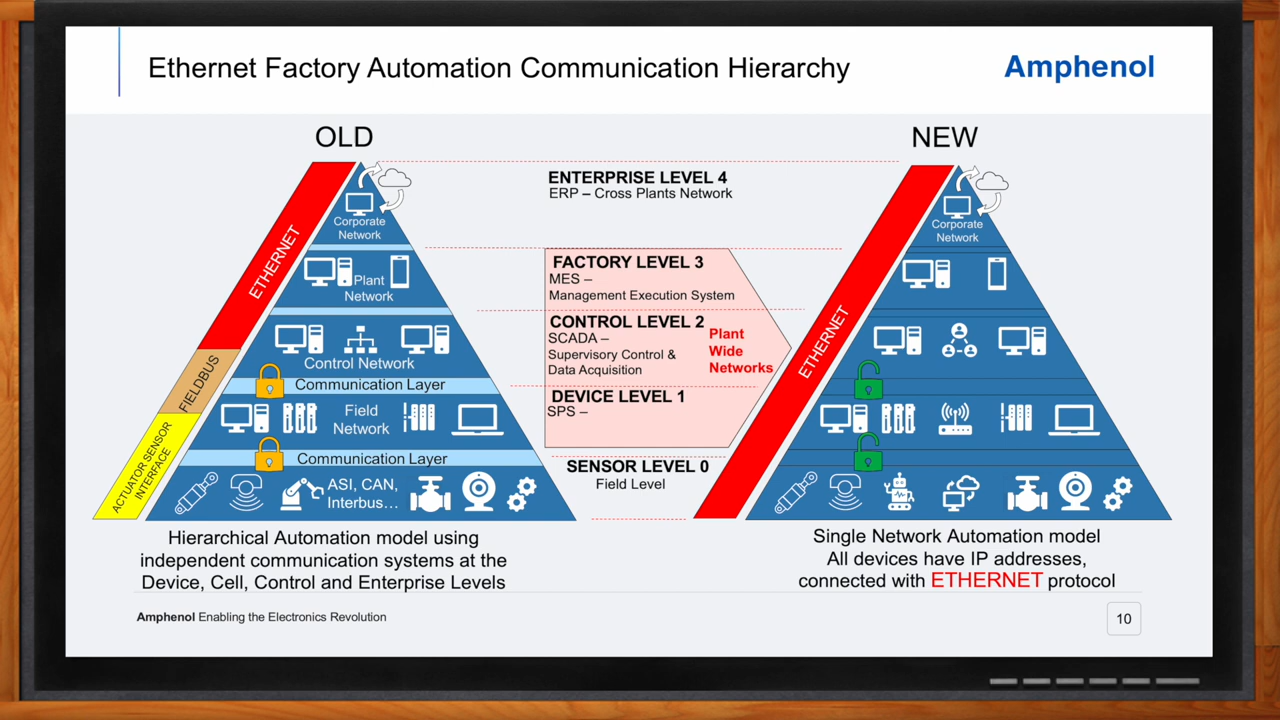 Ethernet Factory Automation Communication Hierarchy
Amphenol
OLD
ETHERNET
FIELDBUS
ACTUATOR SENSOR
INTERFACE
Corporate
Network
Plant
Network
Control Network
Communication Layer
Field
Network
Communication Layer
ASI, CAN,
Interbus...
Hierarchical Automation model using
independent communication systems at the
Device, Cell, Control and Enterprise Levels
ENTERPRISE LEVEL 4
ERP – Cross Plants Network
FACTORY LEVEL 3
MES –
Management Execution System
CONTROL LEVEL 2
SCADA –
Supervisory Control &
Data Acquisition
Plant
Wide
Networks
DEVICE LEVEL 1
SPS –
SENSOR LEVEL 0
Field Level
NEW
ETHERNET
Corporate
Network
Single Network Automation model
All devices have IP addresses,
connected with ETHERNET protocol
Amphenol Enabling the Electronics Revolution
10